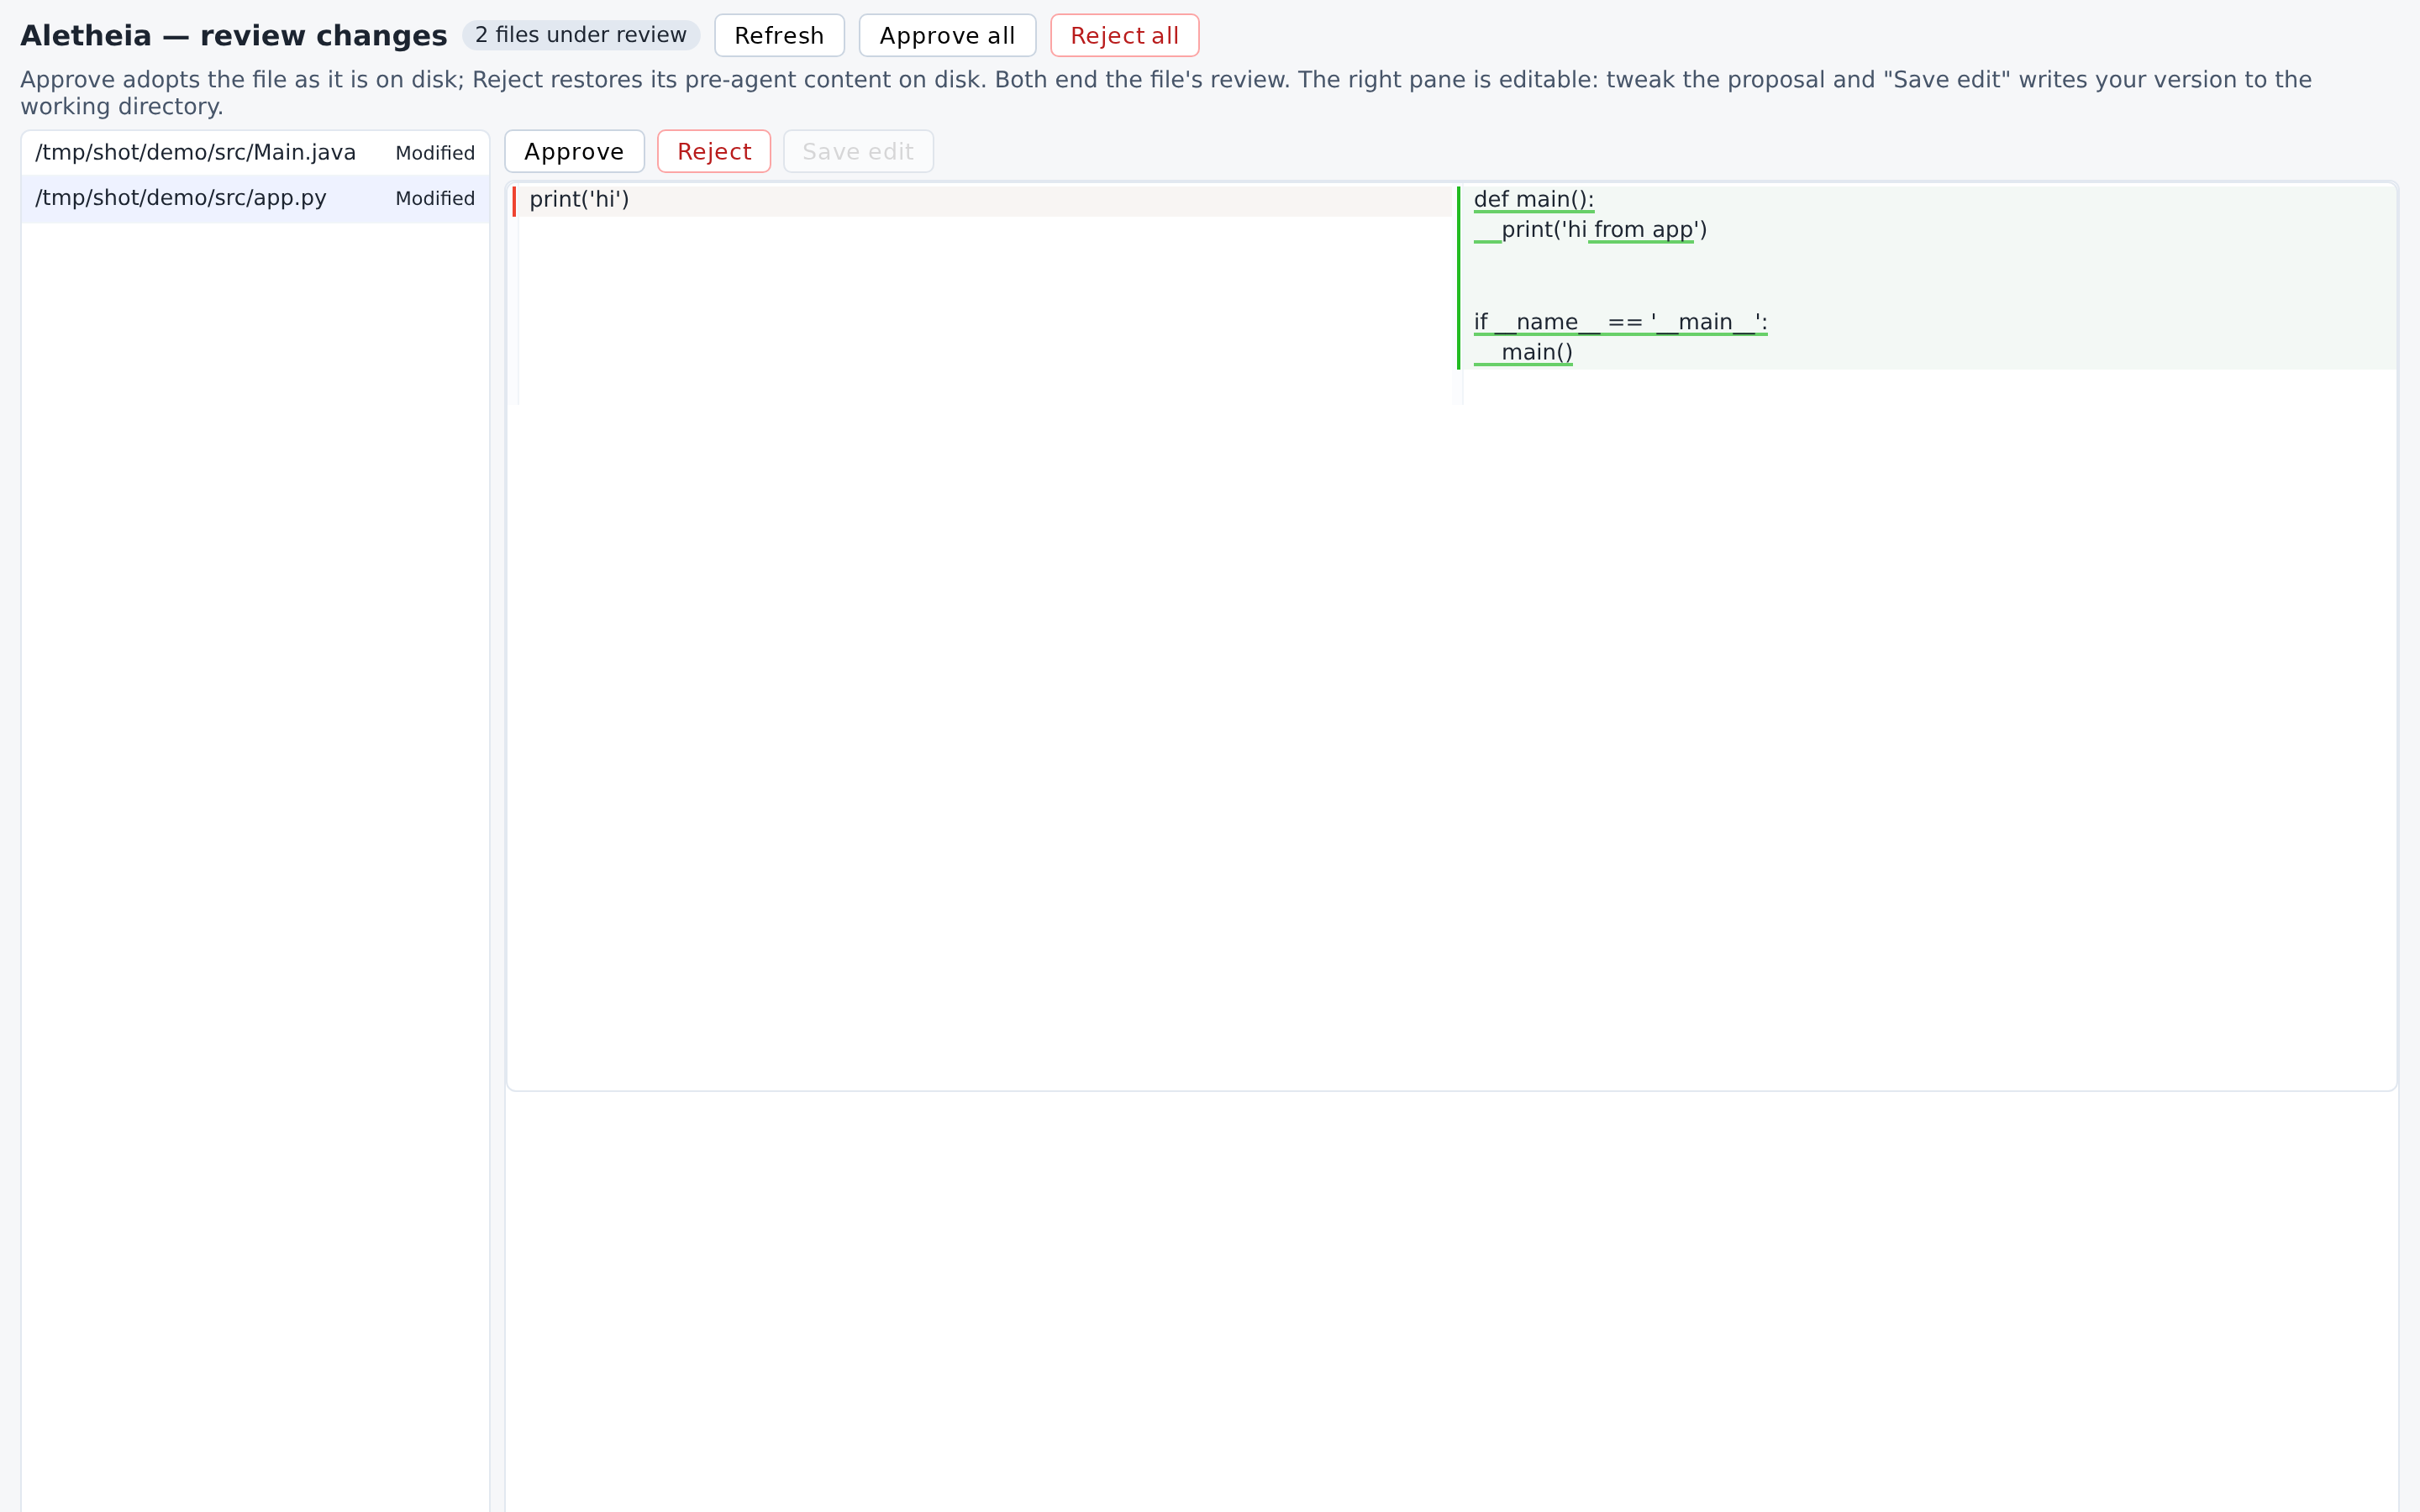 Aletheia — review changes 2 files under review Refresh Approve all Reject all
Approve adopts the file as it is on disk; Reject restores its pre-agent content on disk. Both end the file's review. The right pane is editable: tweak the proposal and "Save edit" writes your version to the
working directory.
/tmp/shot/demo/src/Main.java Modified
/tmp/shot/demo/src/app.py Modified
Approve Reject Save edit
print('hi')
def main():
    print('hi from app')
if __name__ == '__main__':
    main()